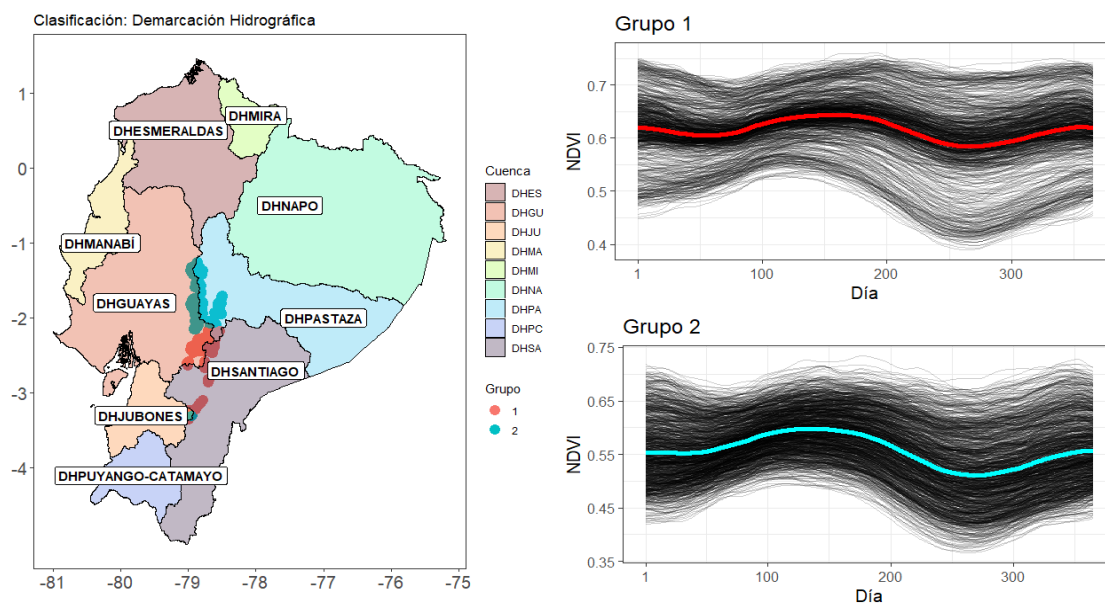 Clasificación: Demarcación Hidrográfica
1
0
-1
-2
-3
-4
-81
-80
-79
-78
-77
-76
-75
DHMIRA
DHESMERALDAS
DHNAPO
DHMANABÍ
DHGUAYAS
DHPASTAZA
DHSANTIAGO
DHJUBONES
DHPUYANGO-CATAMAYO
Cuenca
DHES
DHGU
DHJU
DHMA
DHMI
DHNA
DHPA
DHPC
DHSA
Grupo
1
2
Grupo 1
NDVI
0.7
0.6
0.5
0.4
1
100
200
300
Día
Grupo 2
NDVI
0.75
0.65
0.55
0.45
0.35
1
100
200
300
Día